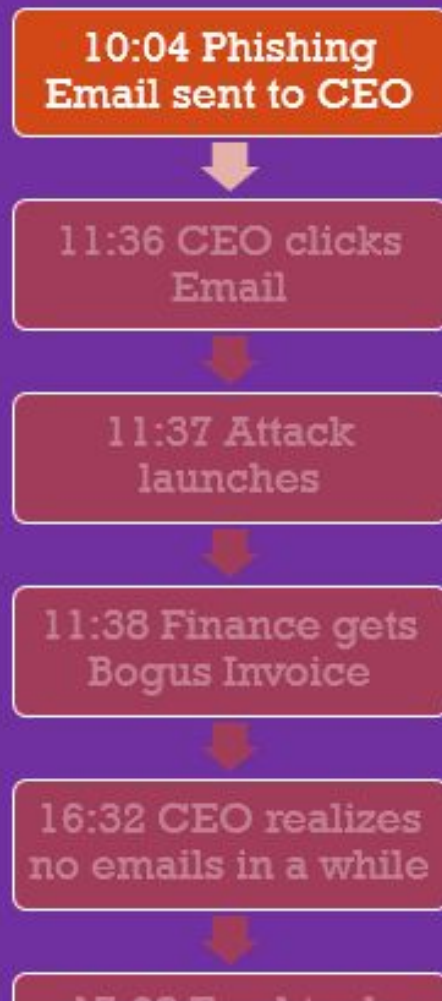 10:04 Phishing
Email sent to CEO
11:36 CEO clicks
Email
11:37 Attack
launches
11:38 Finance gets
Bogus Invoice
16:32 CEO realizes
no emails in a while